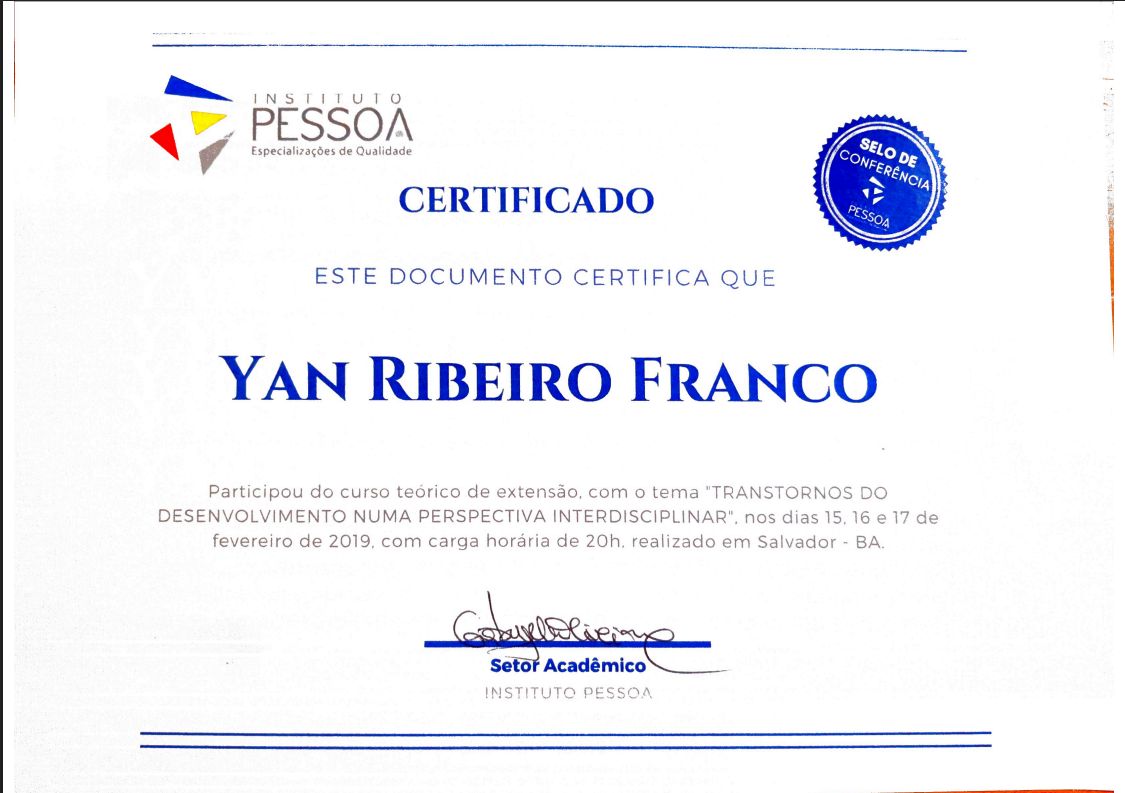 INSTITUTO
PESSOA
Especializações de Qualidade
SELO DE
CONFERÊNCIA
PESSOA
CERTIFICADO
ESTE DOCUMENTO CERTIFICA QUE
YAN RIBEIRO FRANCO
Participou do curso teórico de extensão, com o tema "TRANSTORNOS DO
DESENVOLVIMENTO NUMA PERSPECTIVA INTERDISCIPLINAR", nos dias 15, 16 e 17 de
fevereiro de 2019, com carga horária de 20h, realizado em Salvador - BA.
Setor Acadêmico
INSTITUTO PESSOA